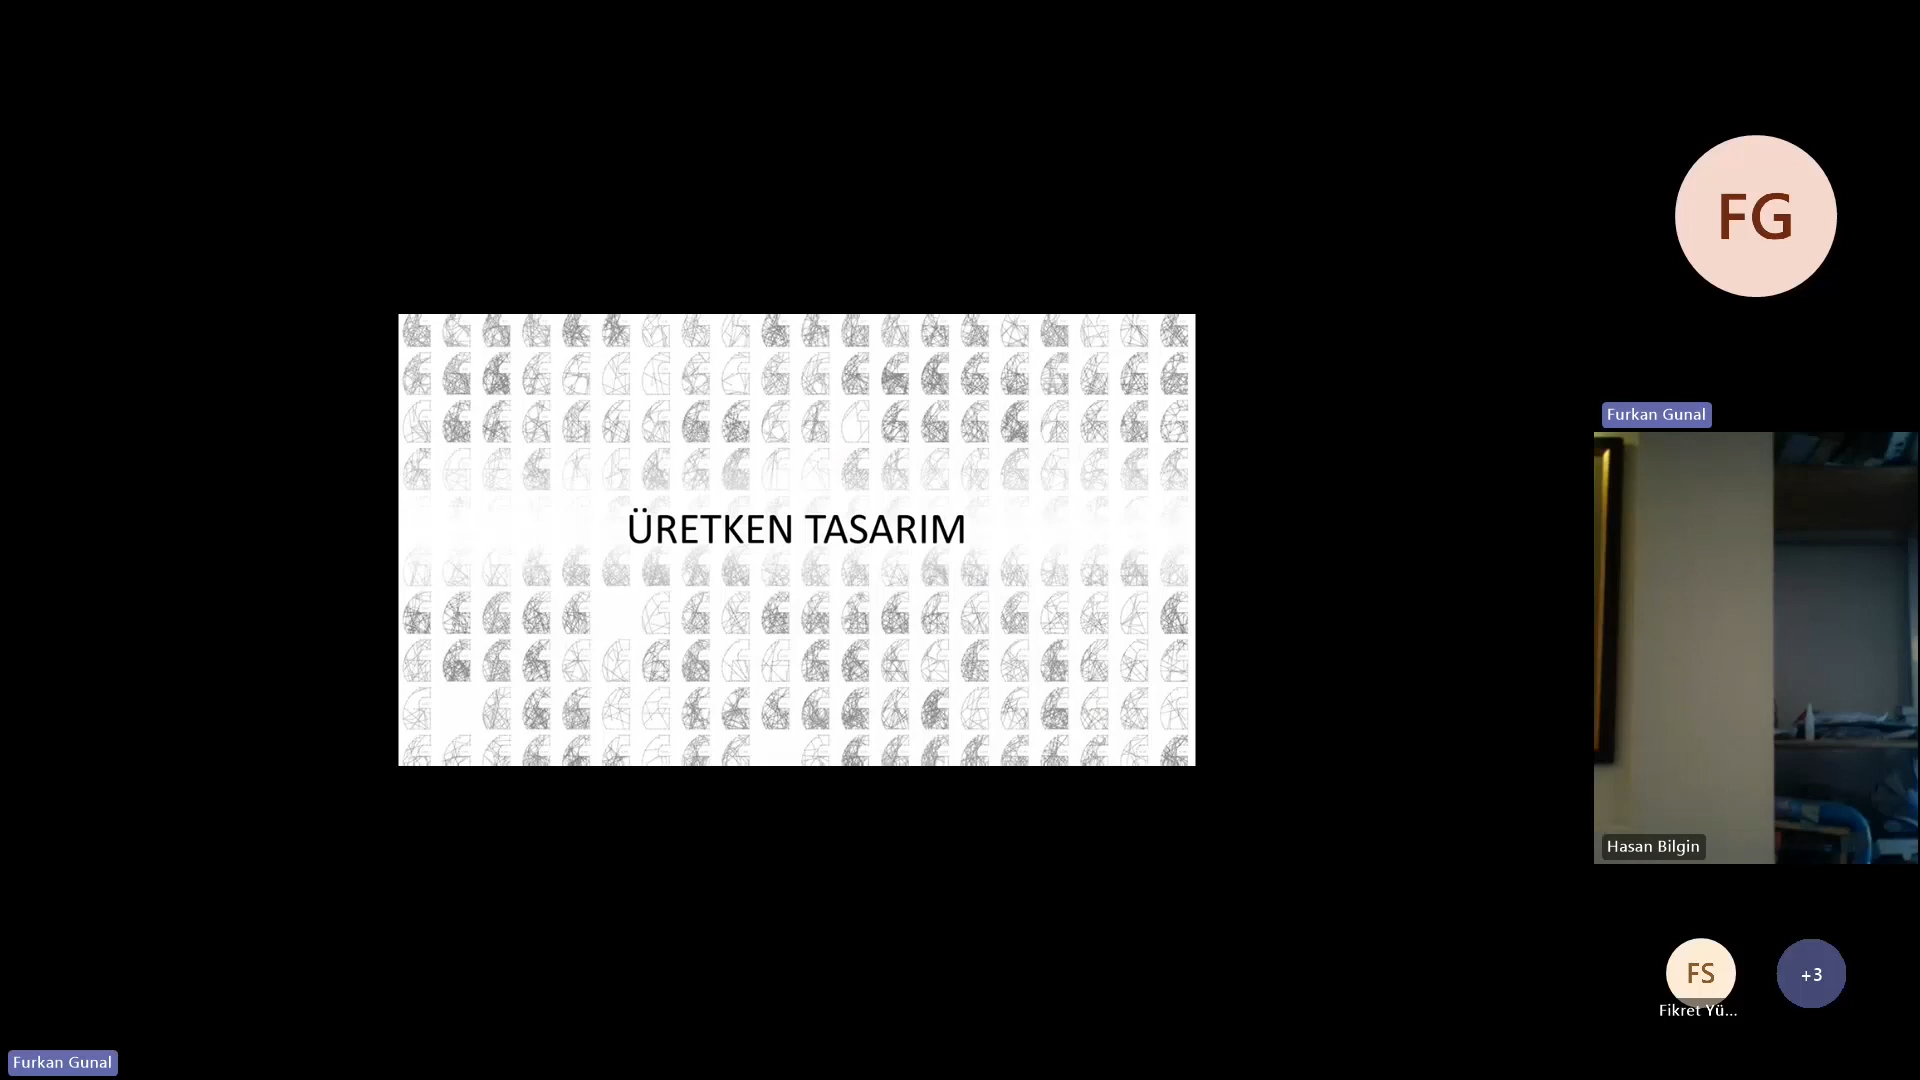 FG
Furkan Gunal
ÜRETKEN TASARIM
Hasan Bilgin
FS
+3
Fikret Yü...
Furkan Gunal